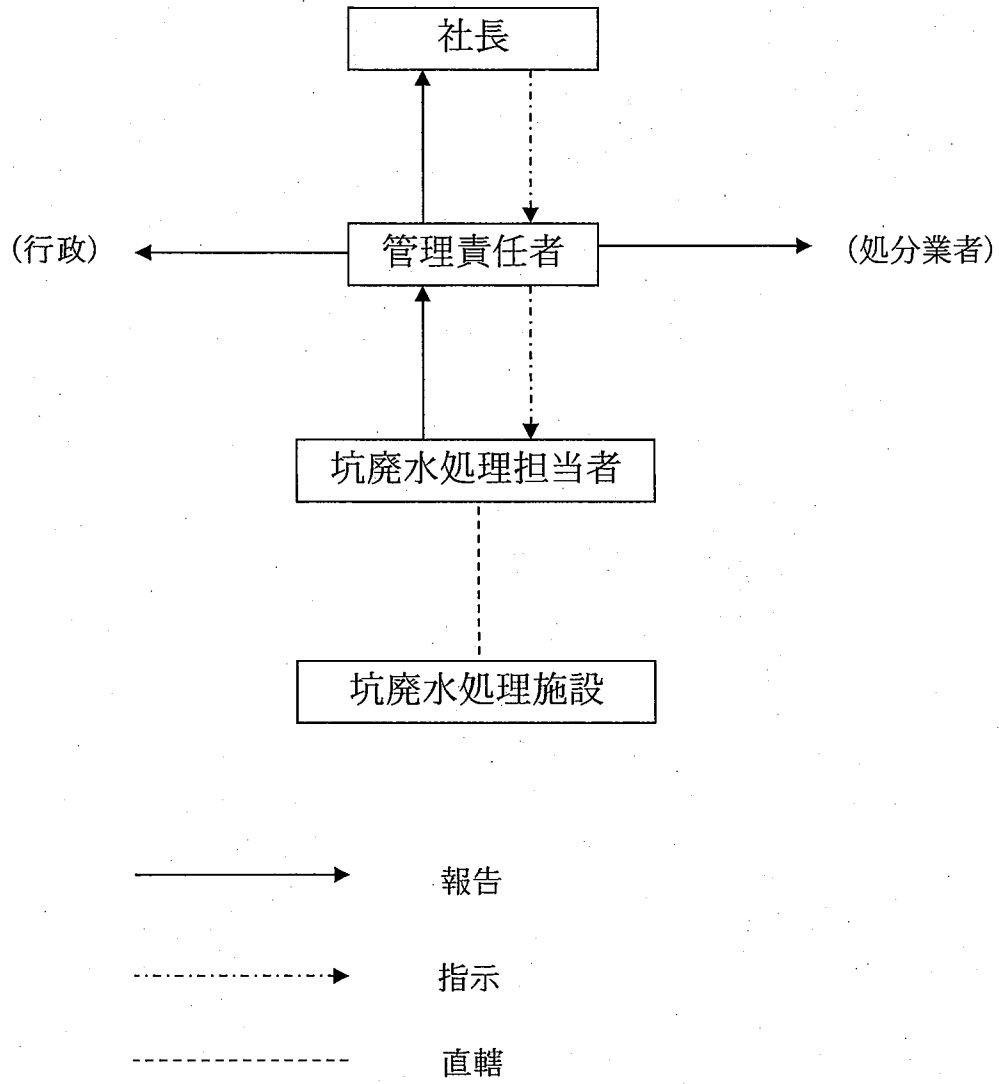 社長
(行政)
管理責任者
(処分業者)
坑廃水処理担当者
坑廃水処理施設
報告
指示
直轄